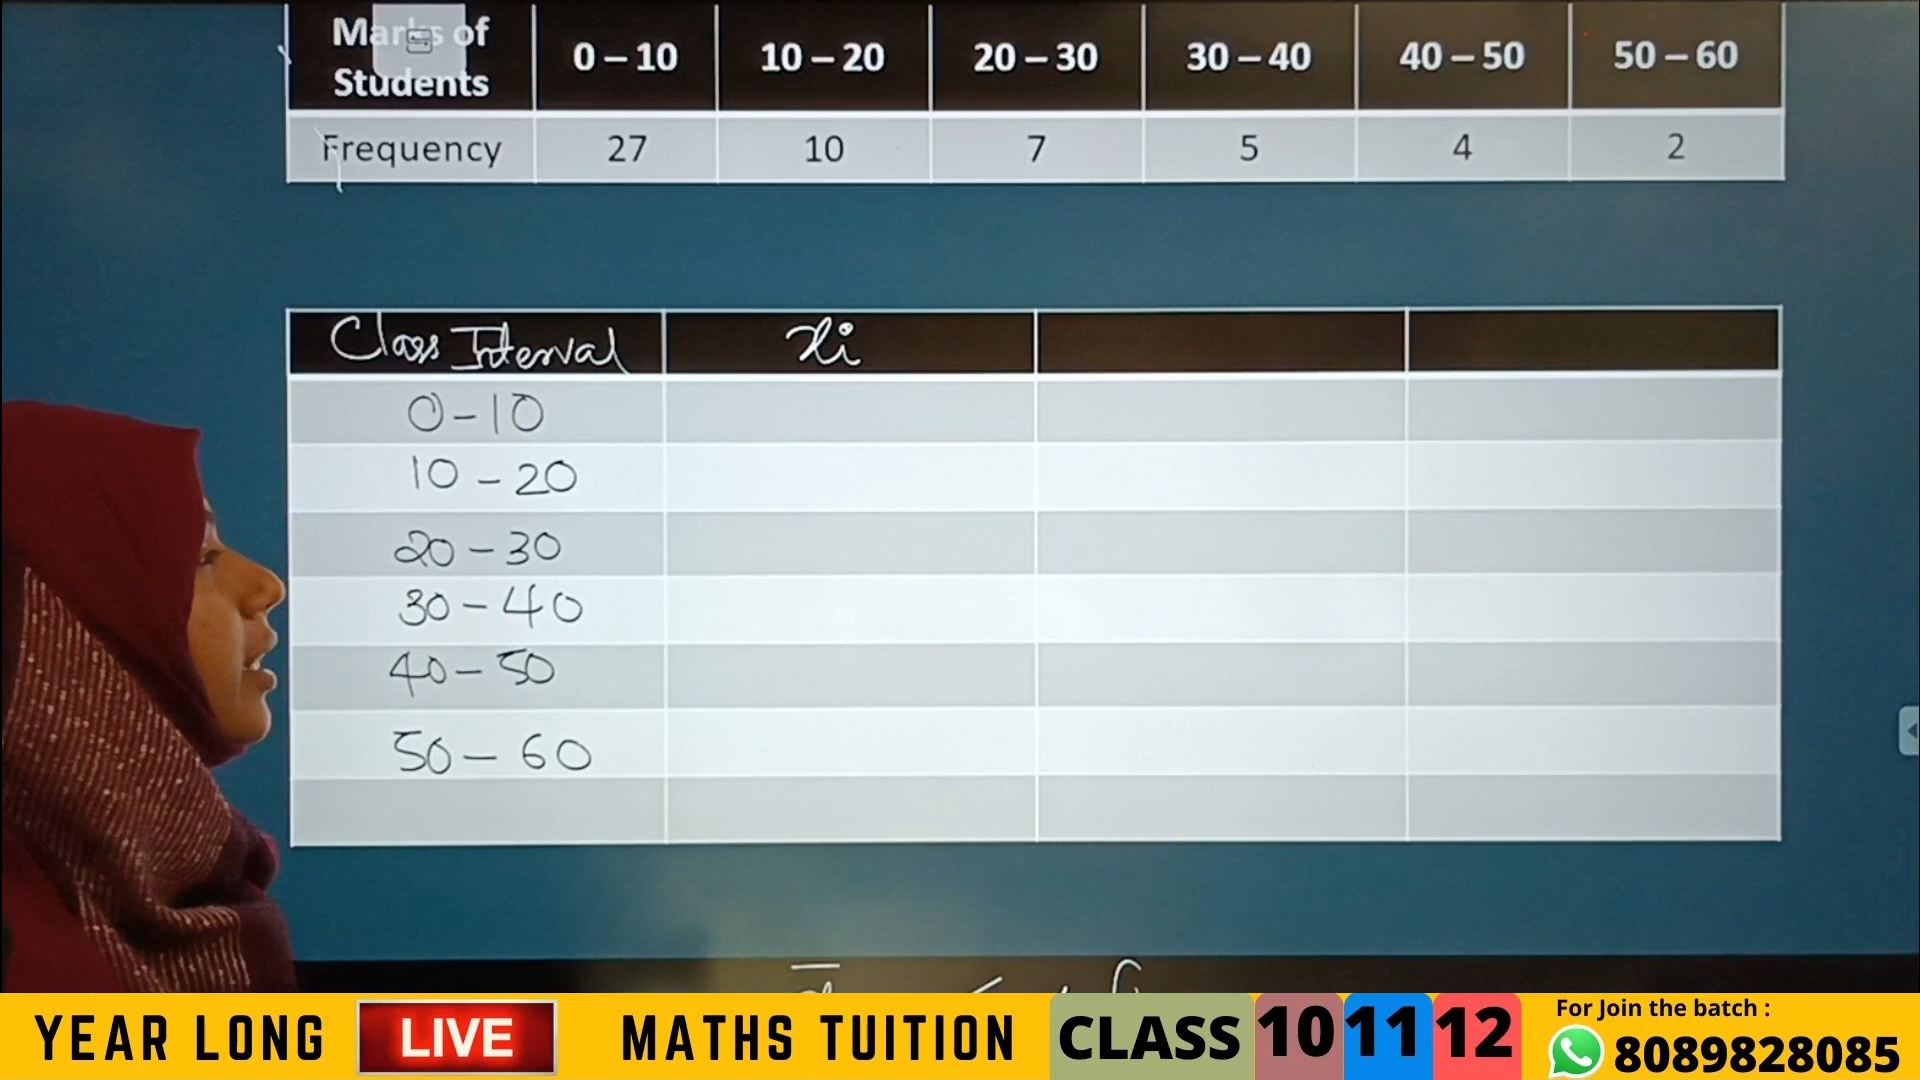 Marks of Students 0 – 10 10 – 20 20 – 30 30 – 40 40 – 50 50 – 60
Frequency 27 10 7 5 4 2
Class Interval xi
0 – 10
10 – 20
20 – 30
30 – 40
40 – 50
50 – 60
YEAR LONG LIVE MATHS TUITION CLASS 10 11 12
For Join the batch :
8089828085